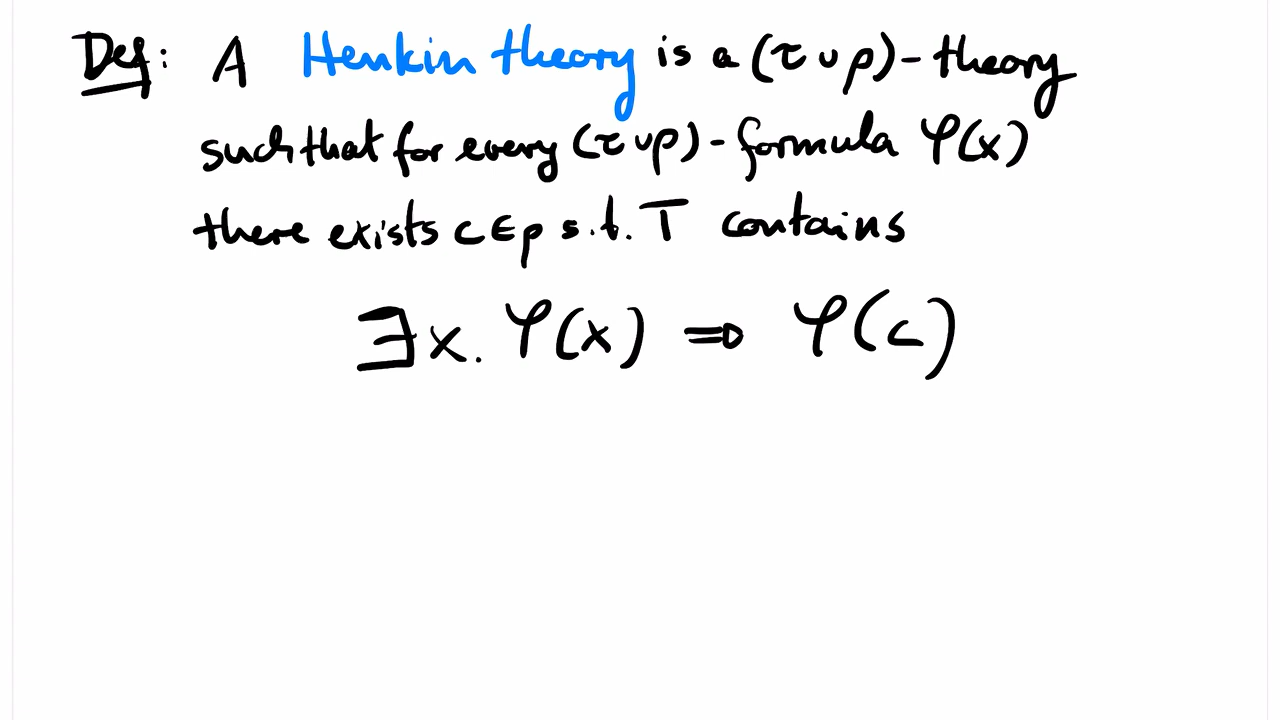 Def: A Henkin theory is a (τ ∪ ρ)-theory
such that for every (τ ∪ ρ)-formula φ(x)
there exists c ∈ ρ s.t. T contains
∃x. φ(x) ⇒ φ(c)